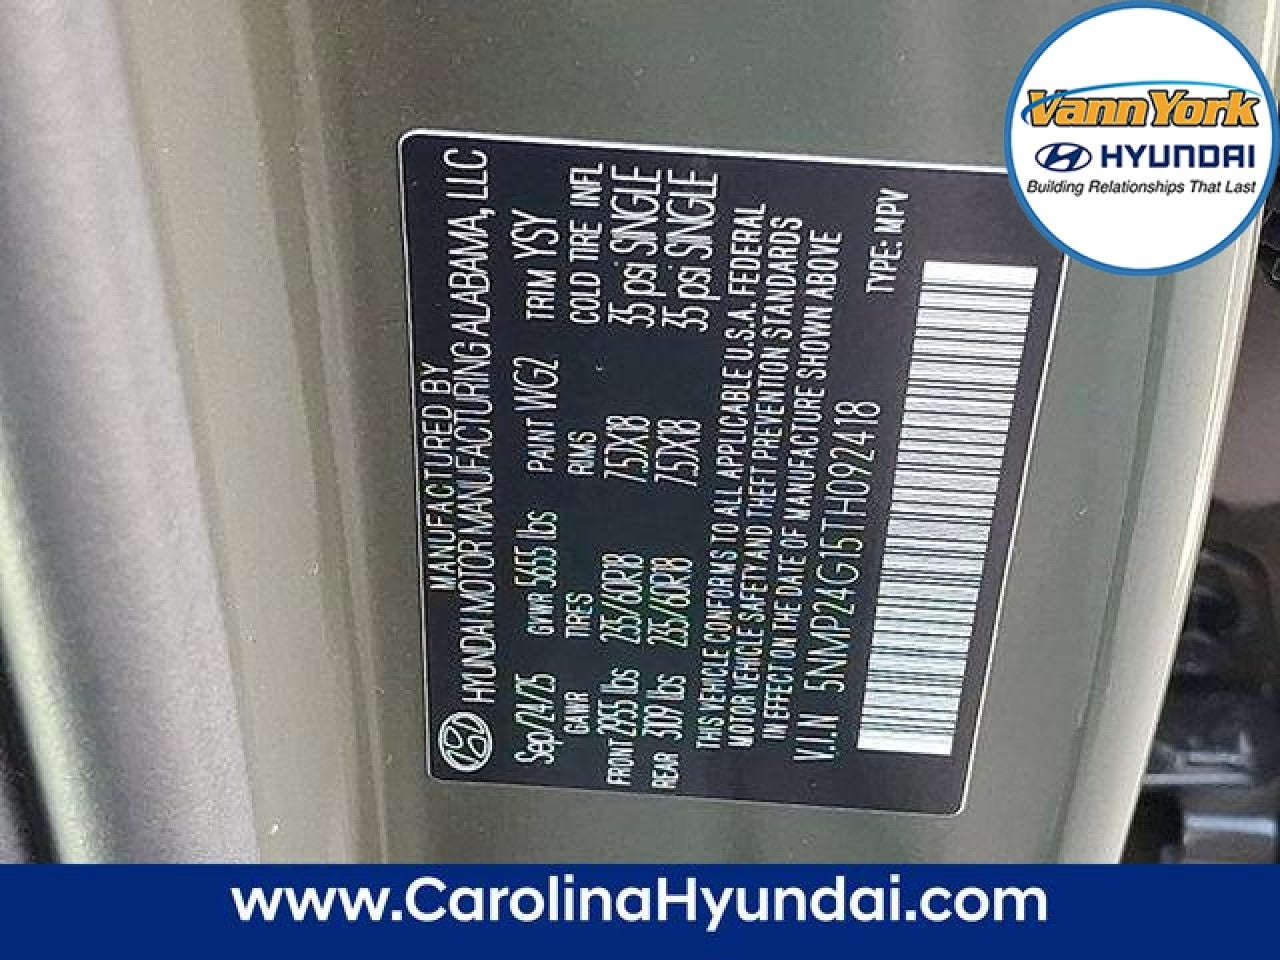 MANUFACTURED BY
HYUNDAI MOTOR MANUFACTURING ALABAMA, LLC
Sep/24/25 GVWR 5655 lbs PAINT WG2 TRIM YSY
GAWR TIRES RIMS COLD TIRE INFL
FRONT 2955 lbs 235/60R18 7.5JX18 35 psi SINGLE
REAR 3109 lbs 235/60R18 7.5JX18 35 psi SINGLE
THIS VEHICLE CONFORMS TO ALL APPLICABLE U.S.A. FEDERAL
MOTOR VEHICLE SAFETY AND THEFT PREVENTION STANDARDS
IN EFFECT ON THE DATE OF MANUFACTURE SHOWN ABOVE
V.I.N 5NMP24G15TH092418 TYPE: MPV
Vann York
HYUNDAI
Building Relationships That Last
www.CarolinaHyundai.com